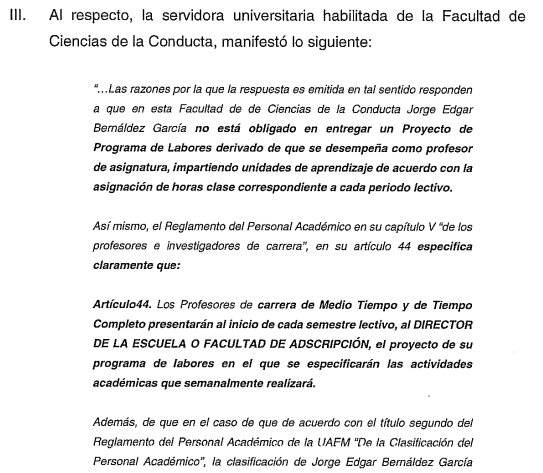 III. Al respecto, la servidora universitaria habilitada de la Facultad de
Ciencias de la Conducta, manifestó lo siguiente:
"...Las razones por la que la respuesta es emitida en tal sentido responden
a que en esta Facultad de de Ciencias de la Conducta Jorge Edgar
Bernáldez García no está obligado en entregar un Proyecto de
Programa de Labores derivado de que se desempeña como profesor
de asignatura, impartiendo unidades de aprendizaje de acuerdo con la
asignación de horas clase correspondiente a cada periodo lectivo.
Así mismo, el Reglamento del Personal Académico en su capítulo V "de los
profesores e investigadores de carrera", en su artículo 44 especifica
claramente que:
Artículo44. Los Profesores de carrera de Medio Tiempo y de Tiempo
Completo presentarán al inicio de cada semestre lectivo, al DIRECTOR
DE LA ESCUELA O FACULTAD DE ADSCRIPCIÓN, el proyecto de su
programa de labores en el que se especificarán las actividades
académicas que semanalmente realizará.
Además, de que en el caso de que de acuerdo con el título segundo del
Reglamento del Personal Académico de la UAEM "De la Clasificación del
Personal Académico", la clasificación de Jorge Edgar Bernáldez García